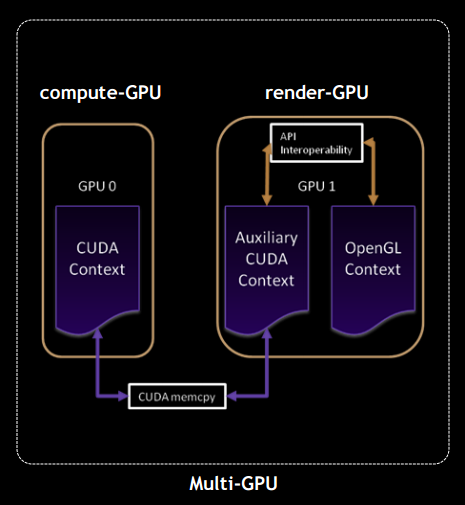 compute-GPU
render-GPU
API
Interoperability
GPU 0
GPU 1
CUDA
Context
Auxiliary
CUDA
Context
OpenGL
Context
CUDA memcpy
Multi-GPU